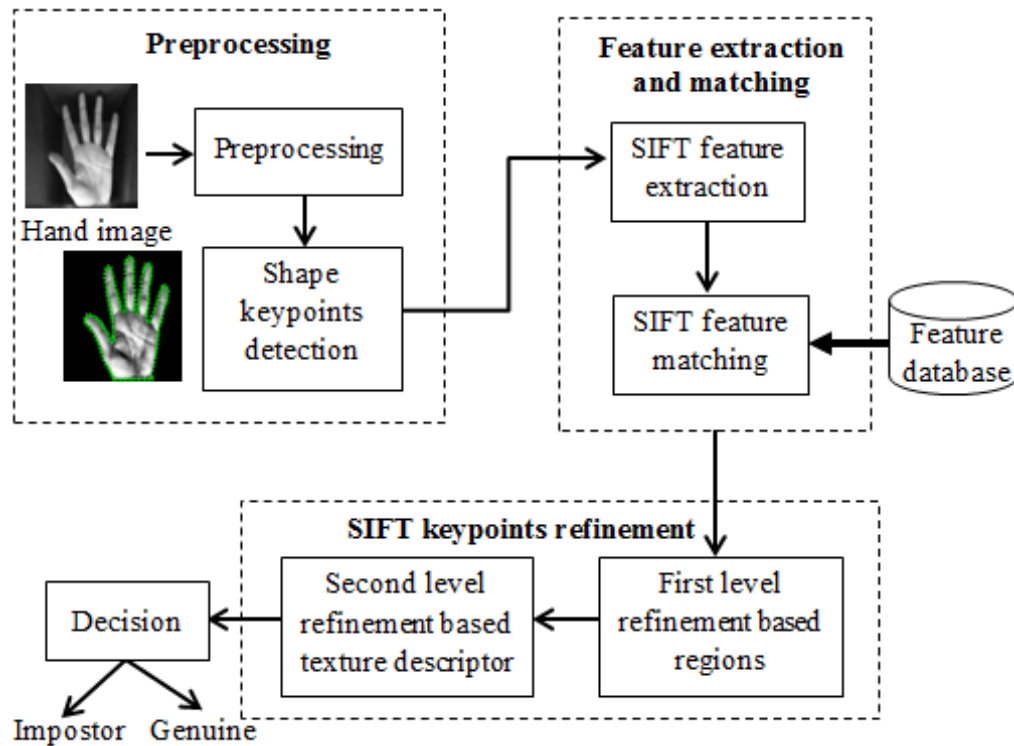 Preprocessing
Hand image
Preprocessing
Shape
keypoints
detection
Feature extraction
and matching
SIFT feature
extraction
SIFT feature
matching
Feature
database
SIFT keypoints refinement
First level
refinement based
regions
Second level
refinement based
texture descriptor
Decision
Impostor
Genuine